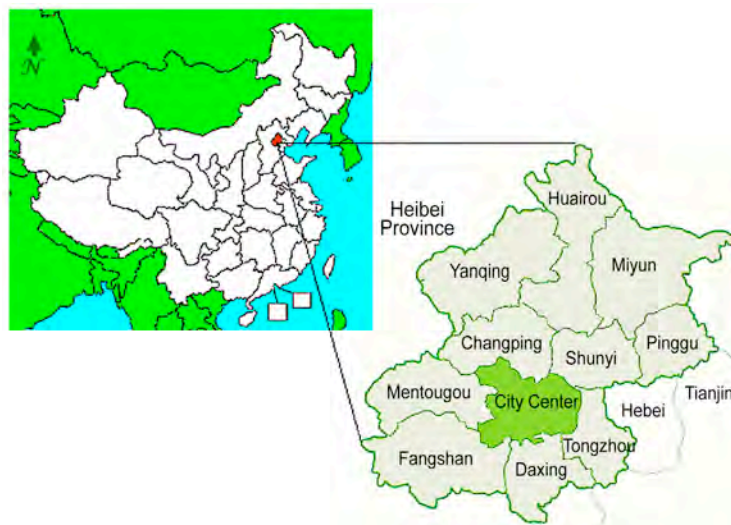 N
Huairou
Heibei
Province
Miyun
Yanqing
Changping
Pinggu
Shunyi
Tianjin
Mentougou
City Center
Hebei
Tongzhou
Fangshan
Daxing